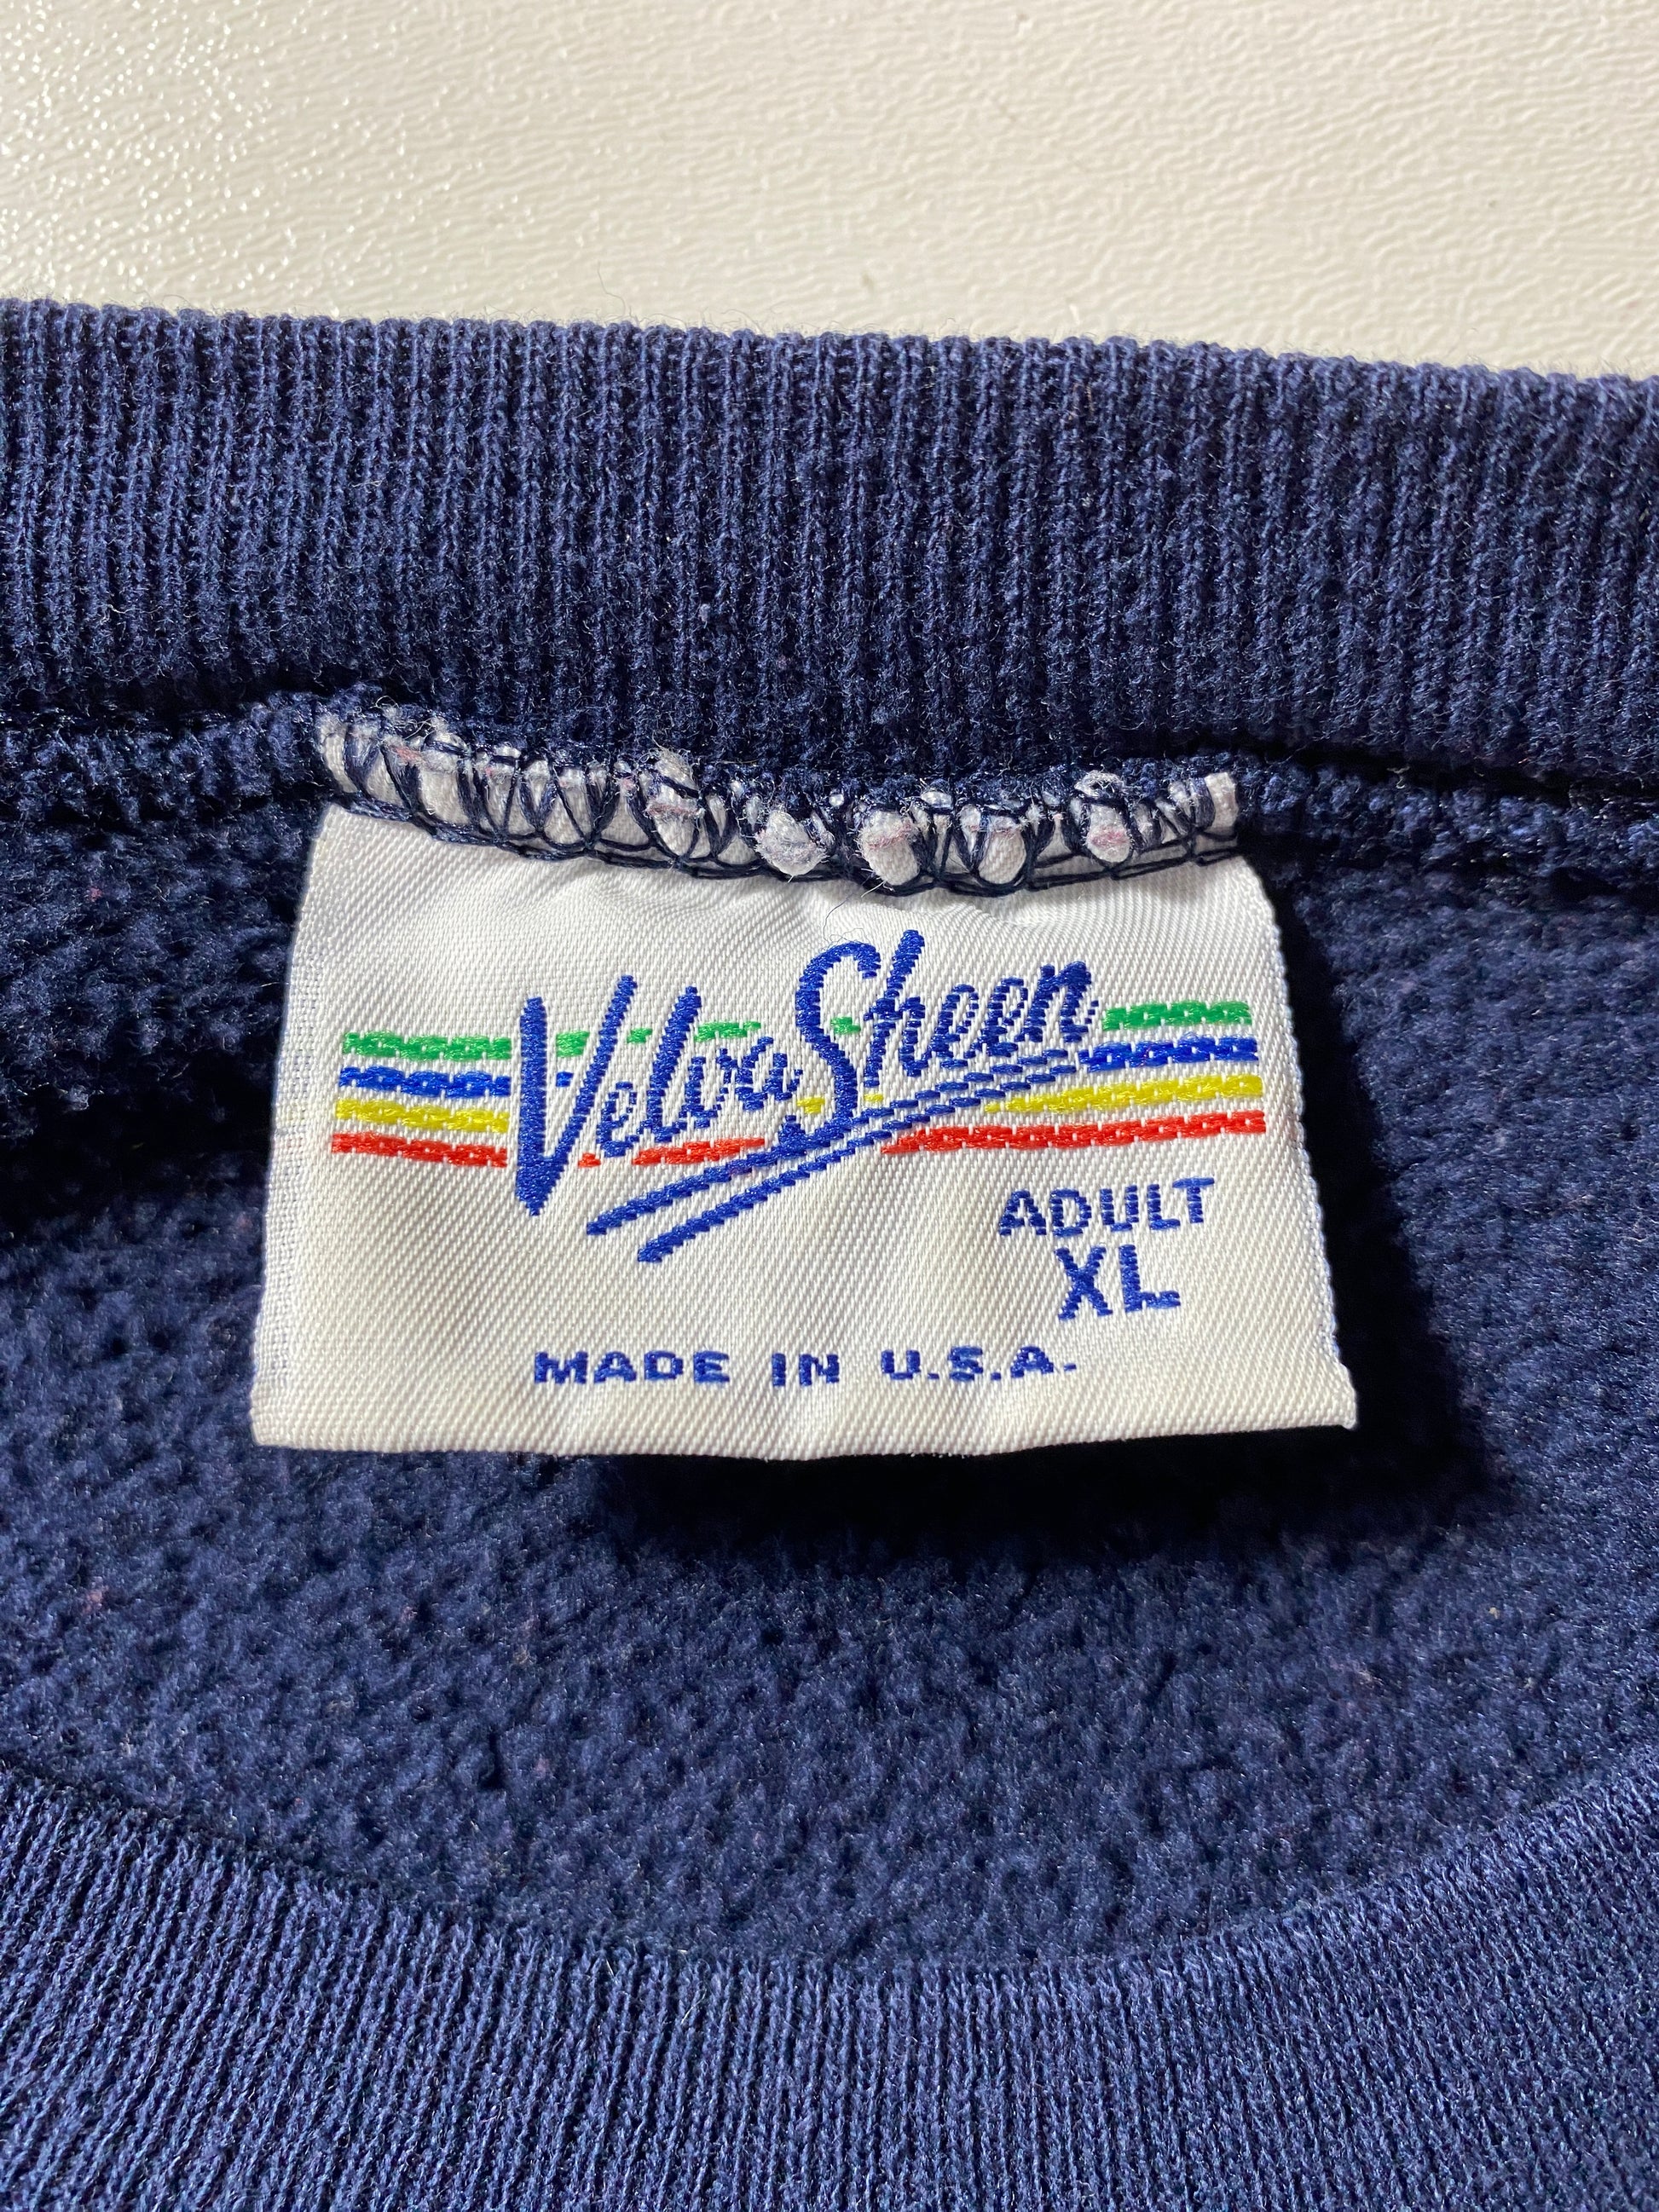 Velva Sheen
ADULT
XL
MADE IN U.S.A.